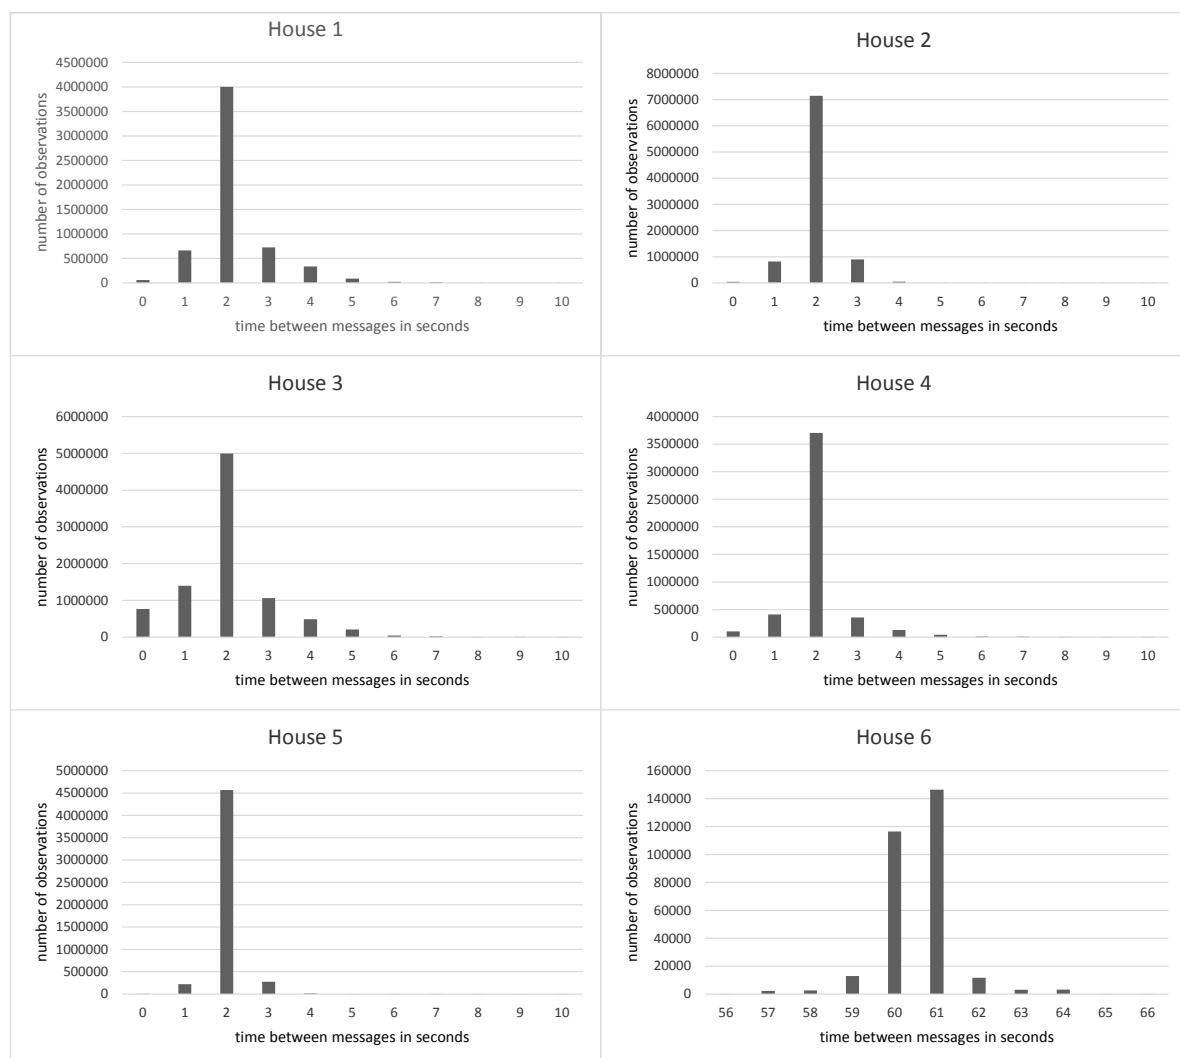 House 1
4500000
4000000
3500000
3000000
2500000
2000000
1500000
1000000
500000
0
number of observations
0 1 2 3 4 5 6 7 8 9 10
time between messages in seconds
House 2
8000000
7000000
6000000
5000000
4000000
3000000
2000000
1000000
0
number of observations
0 1 2 3 4 5 6 7 8 9 10
time between messages in seconds
House 3
6000000
5000000
4000000
3000000
2000000
1000000
0
number of observations
0 1 2 3 4 5 6 7 8 9 10
time between messages in seconds
House 4
4000000
3500000
3000000
2500000
2000000
1500000
1000000
500000
0
number of observations
0 1 2 3 4 5 6 7 8 9 10
time between messages in seconds
House 5
5000000
4500000
4000000
3500000
3000000
2500000
2000000
1500000
1000000
500000
0
number of observations
0 1 2 3 4 5 6 7 8 9 10
time between messages in seconds
House 6
160000
140000
120000
100000
80000
60000
40000
20000
0
number of observations
56 57 58 59 60 61 62 63 64 65 66
time between messages in seconds